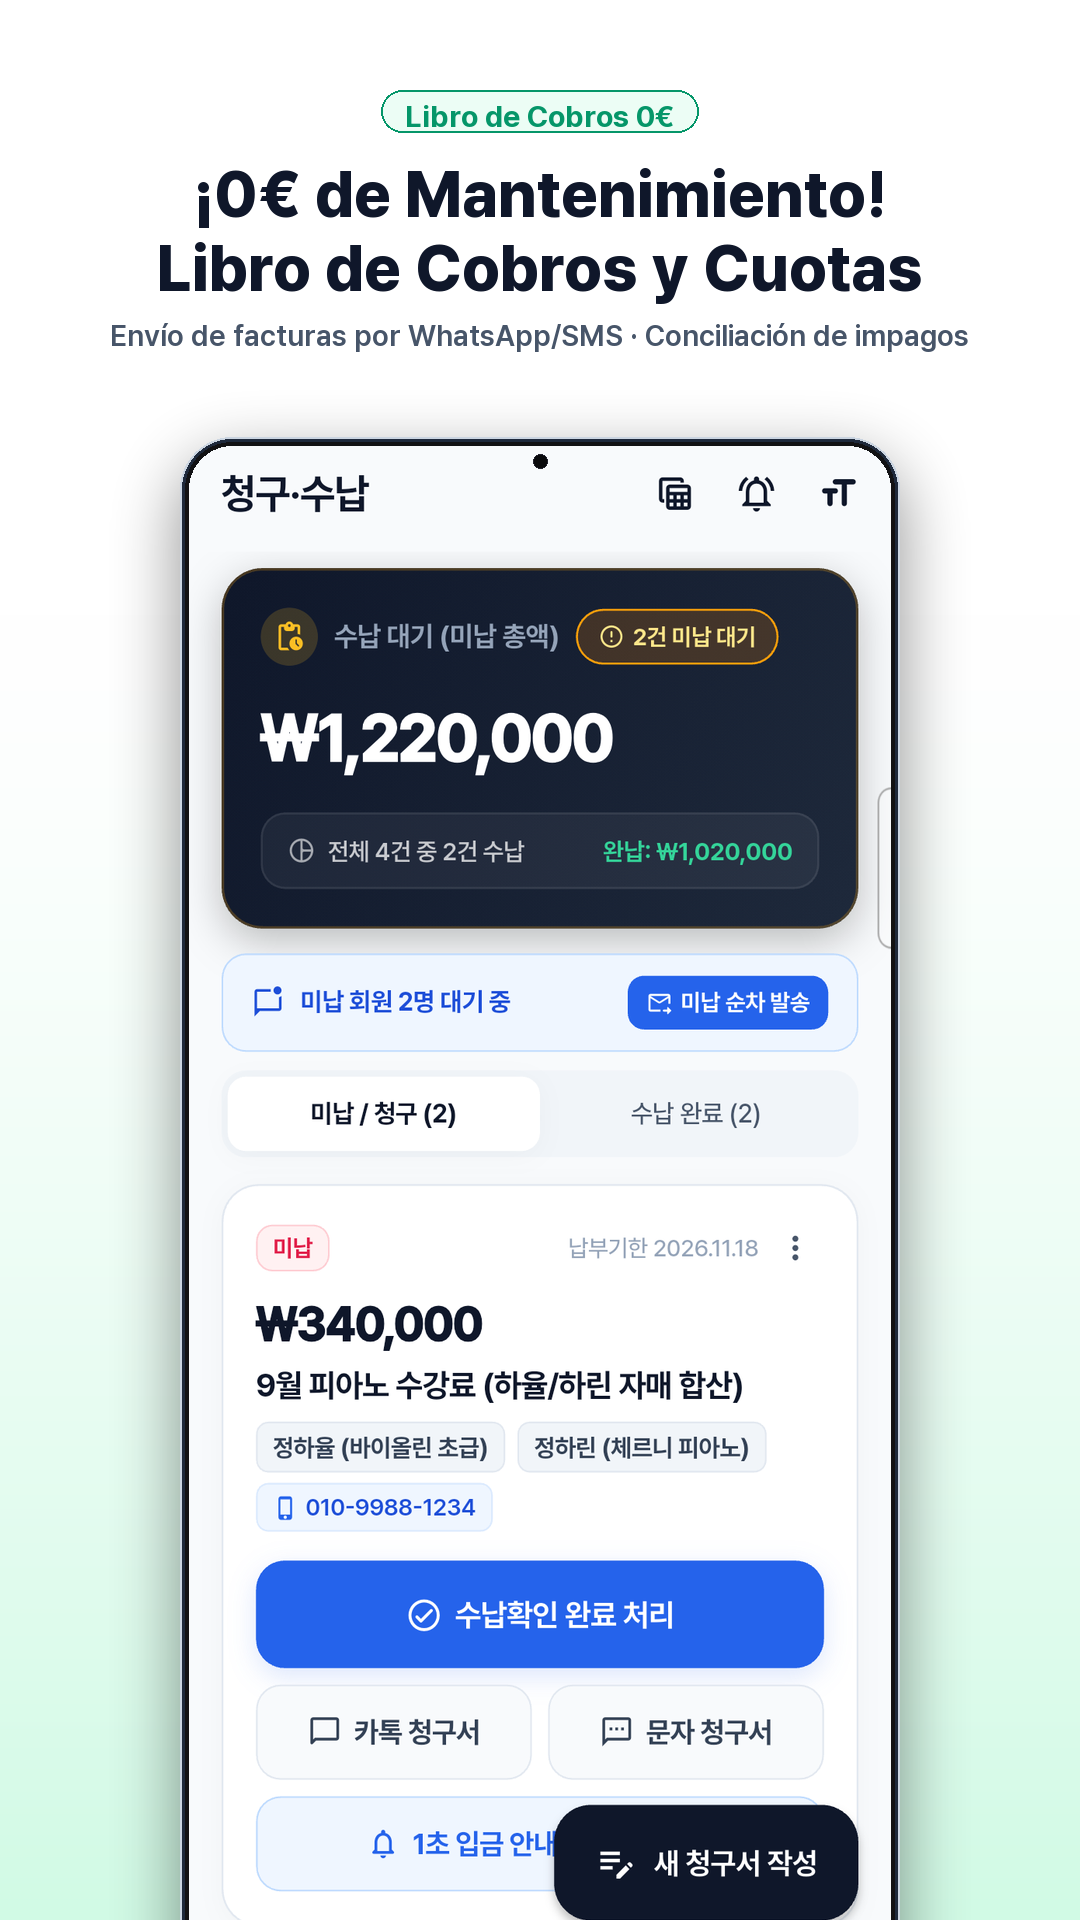 Libro de Cobros 0€
¡0€ de Mantenimiento!
Libro de Cobros y Cuotas
Envío de facturas por WhatsApp/SMS · Conciliación de impagos
청구·수납
수납 대기 (미납 총액)
2건 미납 대기
₩1,220,000
전체 4건 중 2건 수납
완납: ₩1,020,000
미납 회원 2명 대기 중
미납 순차 발송
미납 / 청구 (2)
수납 완료 (2)
미납
납부기한 2026.11.18
₩340,000
9월 피아노 수강료 (하율/하린 자매 합산)
정하율 (바이올린 초급)
정하린 (체르니 피아노)
010-9988-1234
수납확인 완료 처리
카톡 청구서
문자 청구서
1초 입금 안내
새 청구서 작성